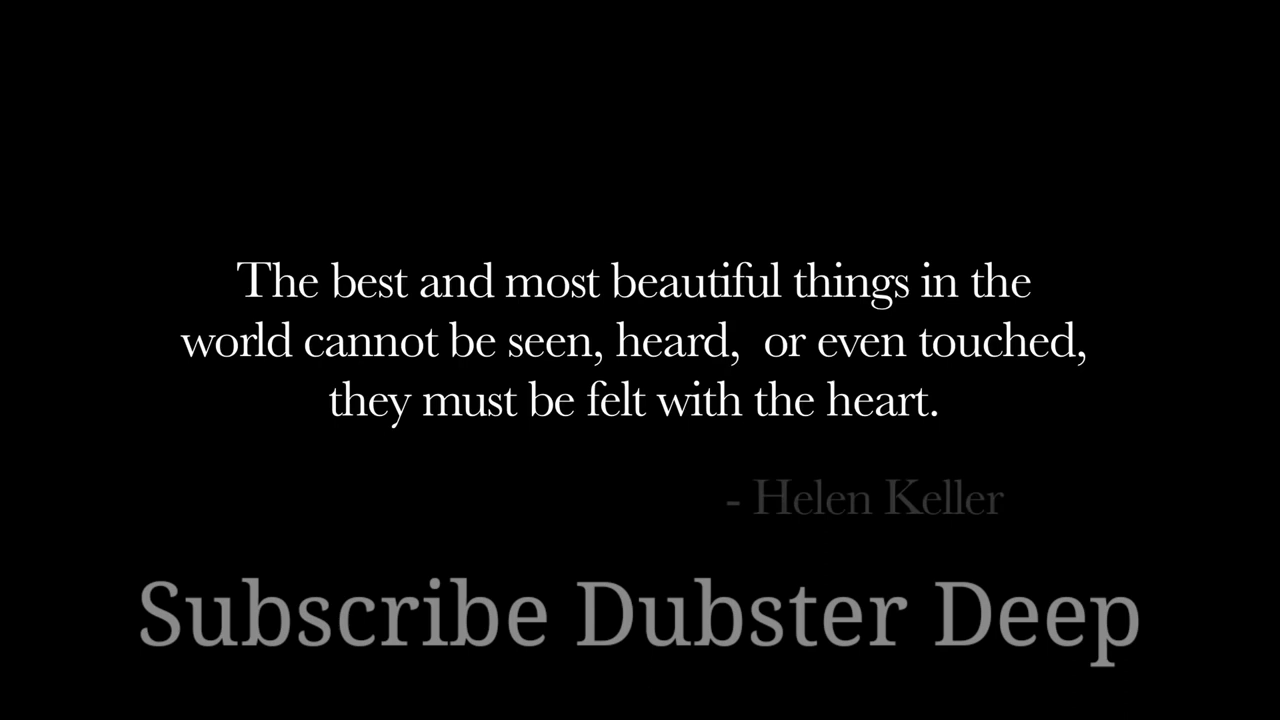 The best and most beautiful things in the
world cannot be seen, heard,  or even touched,
they must be felt with the heart.
- Helen Keller
Subscribe Dubster Deep